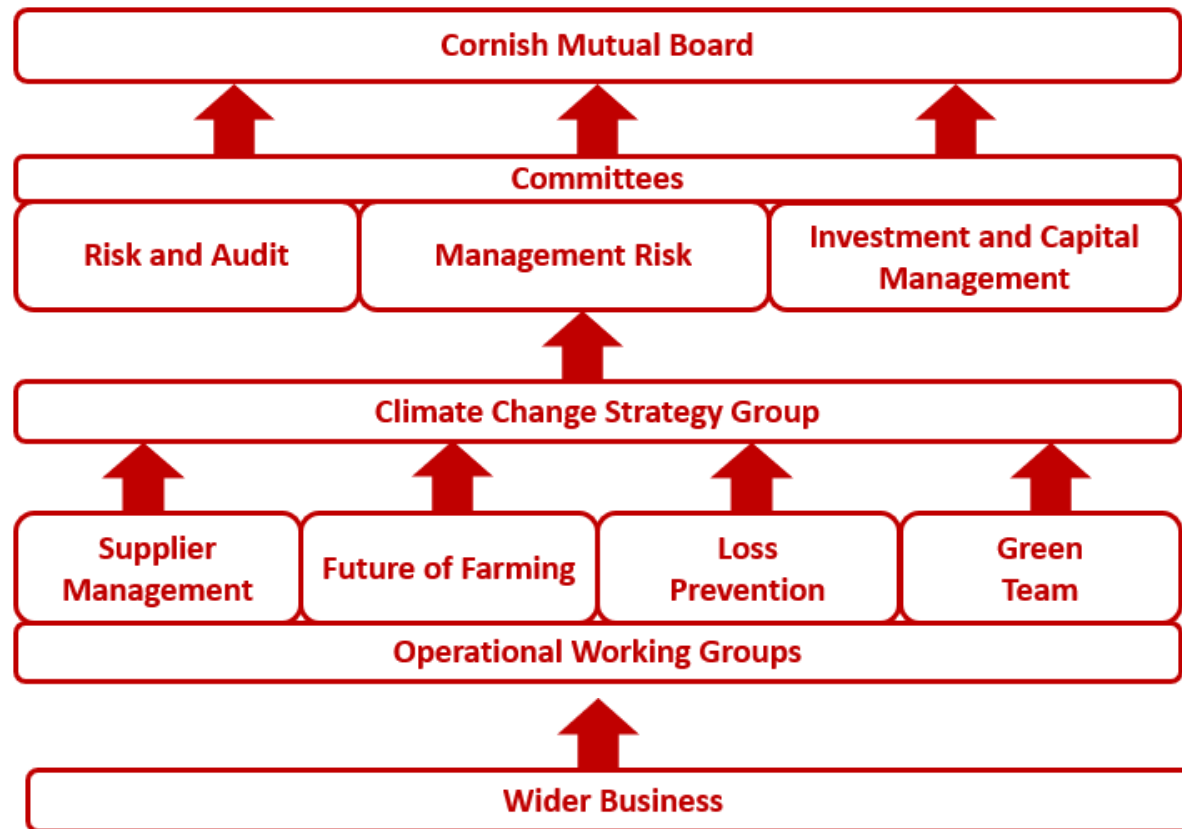 Cornish Mutual Board
Committees
Risk and Audit
Management Risk
Investment and Capital
Management
Climate Change Strategy Group
Supplier
Management
Future of Farming
Loss
Prevention
Green
Team
Operational Working Groups
Wider Business